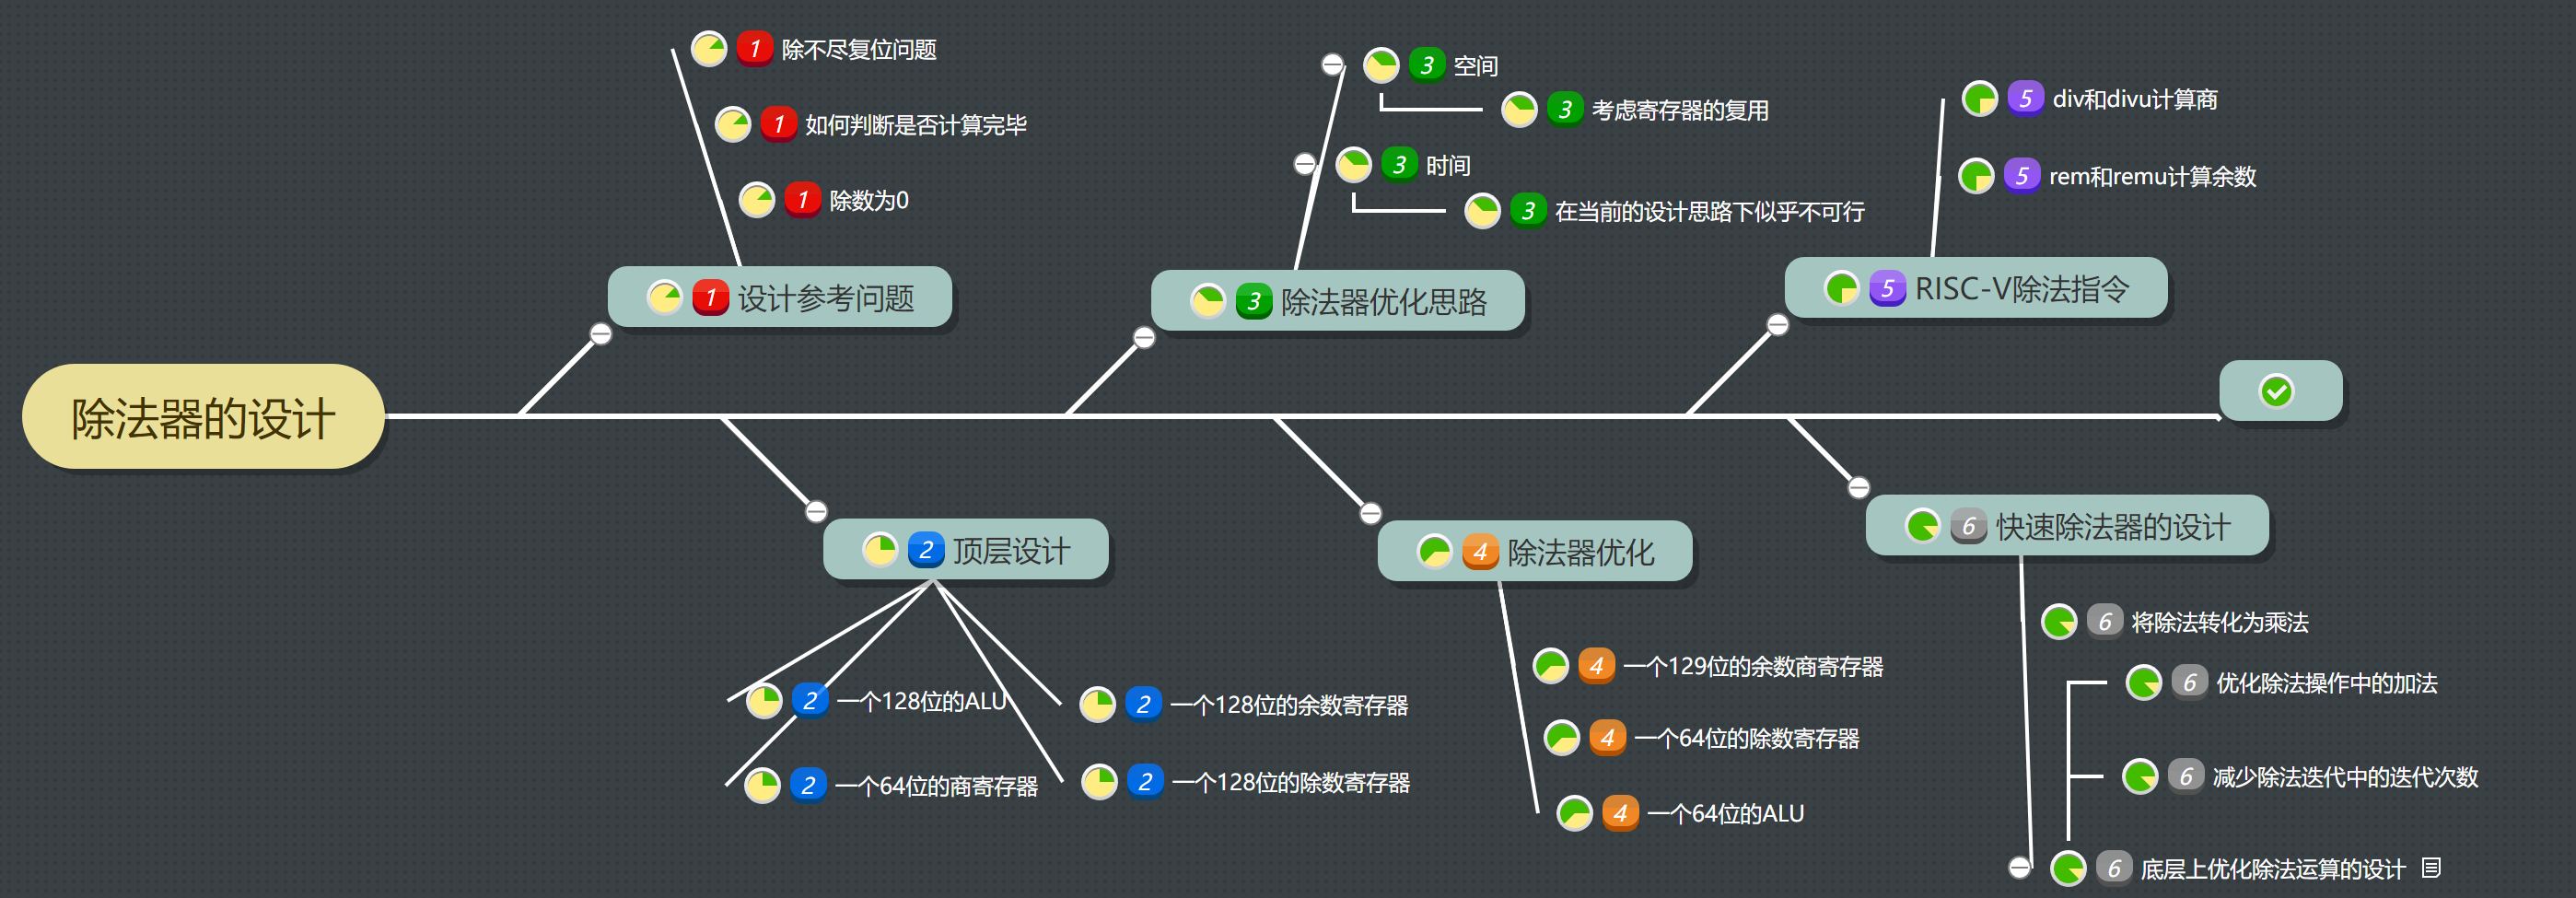 除法器的设计
1 设计参考问题
1 除不尽复位问题
1 如何判断是否计算完毕
1 除数为0
2 顶层设计
2 一个128位的ALU
2 一个64位的商寄存器
2 一个128位的余数寄存器
2 一个128位的除数寄存器
3 除法器优化思路
3 空间
3 考虑寄存器的复用
3 时间
3 在当前的设计思路下似乎不可行
4 除法器优化
4 一个129位的余数商寄存器
4 一个64位的除数寄存器
4 一个64位的ALU
5 RISC-V除法指令
5 div和divu计算商
5 rem和remu计算余数
6 快速除法器的设计
6 将除法转化为乘法
6 优化除法操作中的加法
6 减少除法迭代中的迭代次数
6 底层上优化除法运算的设计